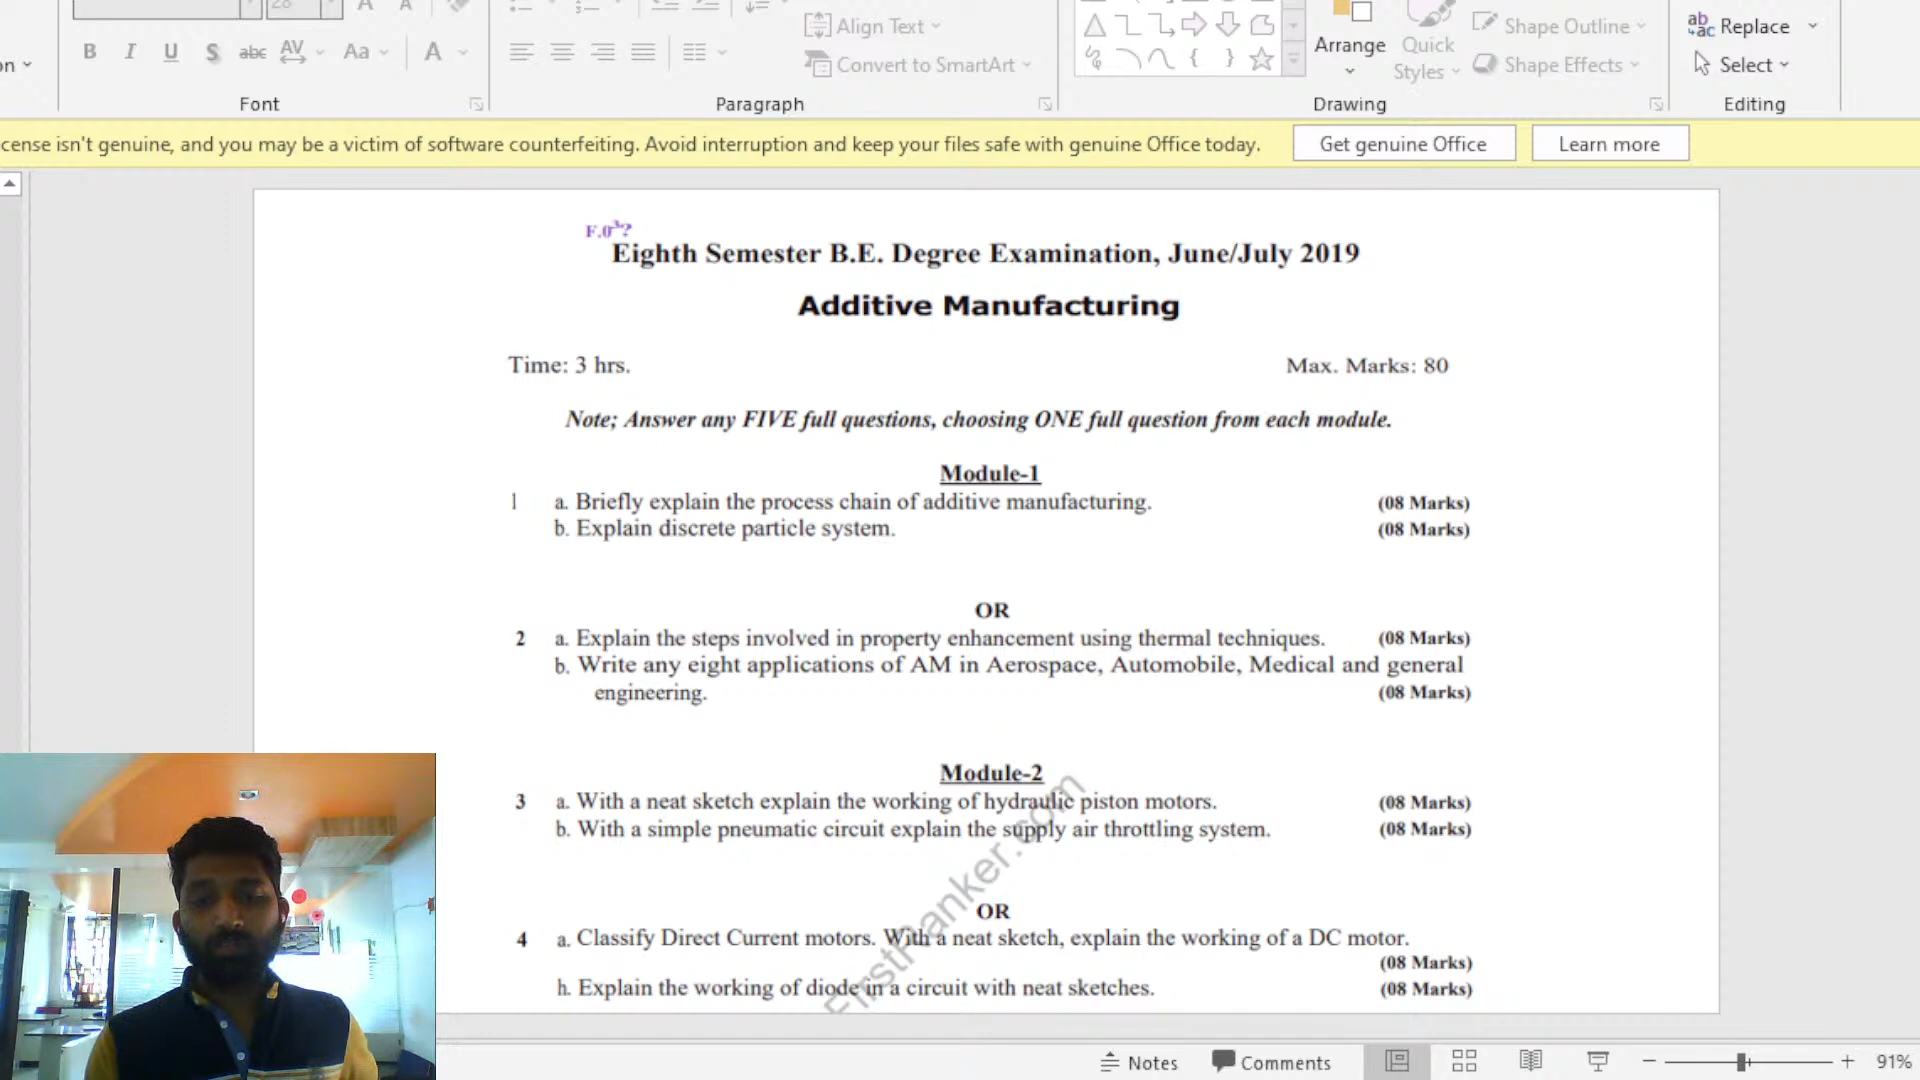 Align Text
Replace
Shape Outline
B I U S abc AV Aa A
Arrange
Quick
Convert to SmartArt
Styles
Shape Effects
Select
Font
Paragraph
Drawing
Editing
cense isn't genuine, and you may be a victim of software counterfeiting. Avoid interruption and keep your files safe with genuine Office today.
Get genuine Office
Learn more
Eighth Semester B.E. Degree Examination, June/July 2019
Additive Manufacturing
Time: 3 hrs.
Max. Marks: 80
Note; Answer any FIVE full questions, choosing ONE full question from each module.
Module-1
1 a. Briefly explain the process chain of additive manufacturing. (08 Marks)
b. Explain discrete particle system. (08 Marks)
OR
2 a. Explain the steps involved in property enhancement using thermal techniques. (08 Marks)
b. Write any eight applications of AM in Aerospace, Automobile, Medical and general
engineering. (08 Marks)
Module-2
3 a. With a neat sketch explain the working of hydraulic piston motors. (08 Marks)
b. With a simple pneumatic circuit explain the supply air throttling system. (08 Marks)
OR
4 a. Classify Direct Current motors. With a neat sketch, explain the working of a DC motor.
(08 Marks)
h. Explain the working of diode in a circuit with neat sketches. (08 Marks)
FirstRanker.com
Notes
Comments
91%